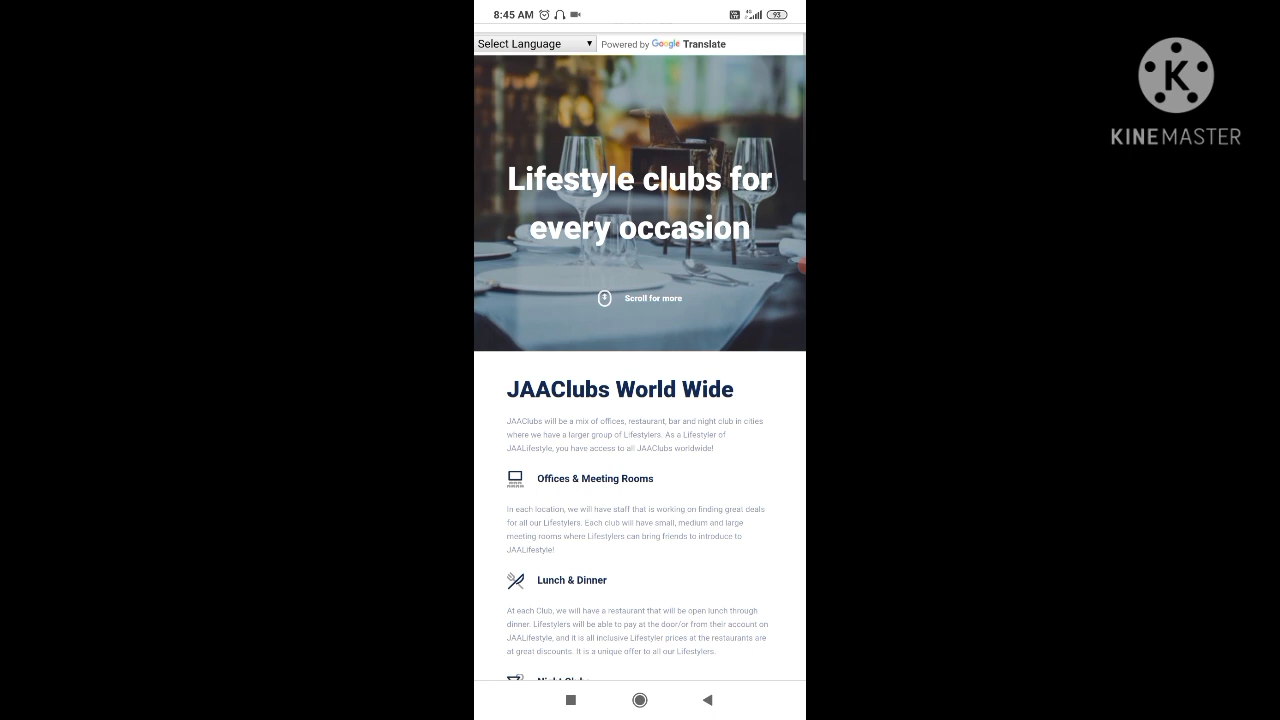 8:45 AM
4G
93
Select Language
Powered by Google Translate
K
KINEMASTER
Lifestyle clubs for
every occasion
Scroll for more
JAAClubs World Wide
JAAClubs will be a mix of offices, restaurant, bar and night club in cities
where we have a larger group of Lifestylers. As a Lifestyler of
JAALifestyle, you have access to all JAAClubs worldwide!
Offices & Meeting Rooms
In each location, we will have staff that is working on finding great deals
for all our Lifestylers. Each club will have small, medium and large
meeting rooms where Lifestylers can bring friends to introduce to
JAALifestyle!
Lunch & Dinner
At each Club, we will have a restaurant that will be open lunch through
dinner. Lifestylers will be able to pay at the door/or from their account on
JAALifestyle, and it is all inclusive Lifestyler prices at the restaurants are
at great discounts. It is a unique offer to all our Lifestylers.